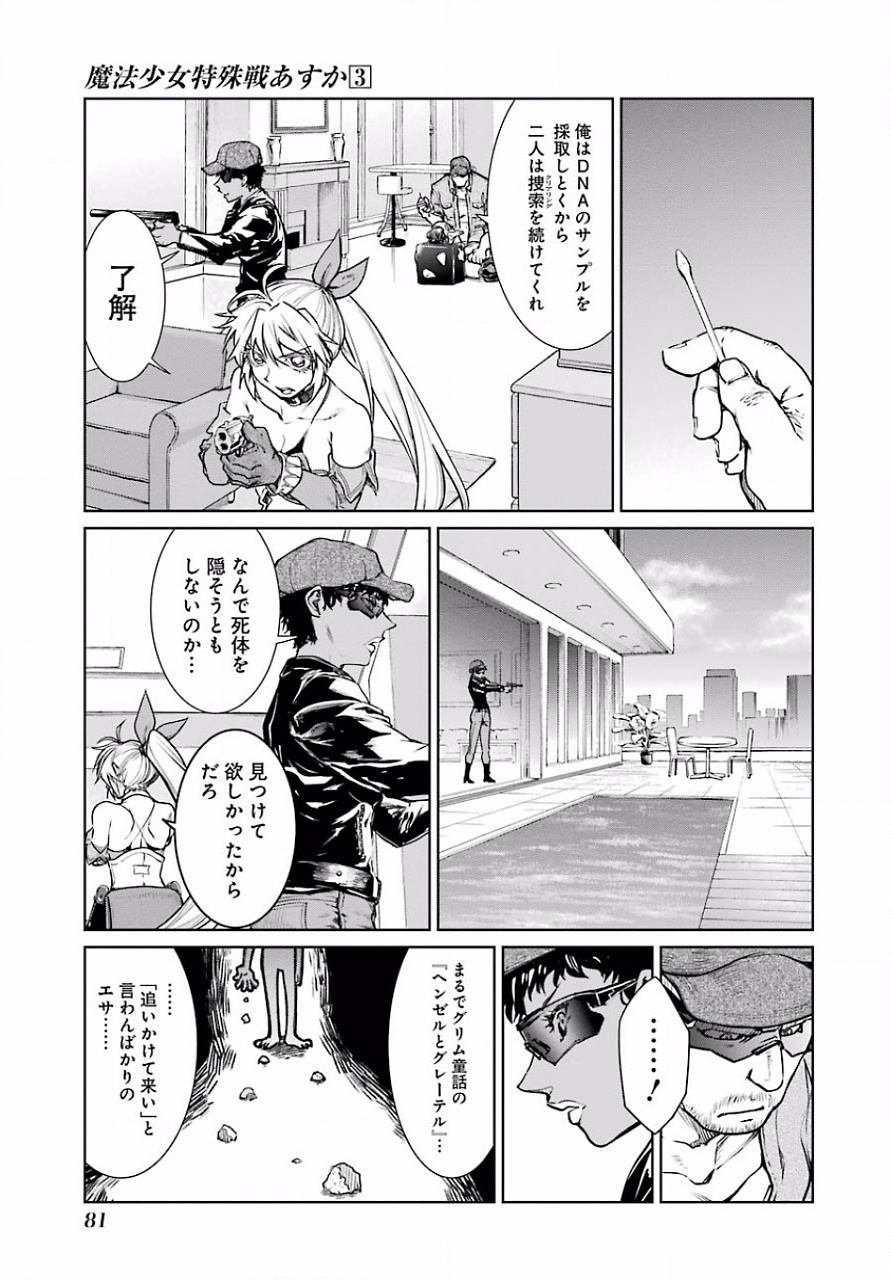 魔法少女特殊戦あすか3
俺はDNAのサンプルを
採取しとくから
二人は捜索を続けてくれ
クリアリング
了解
なんで死体を
隠そうとも
しないのか…
見つけて
欲しかったから
だろ
……！
まるでグリム童話の
『ヘンゼルとグレーテル』…
……
「追いかけて来い」と
言わんばかりの
エサ……
81